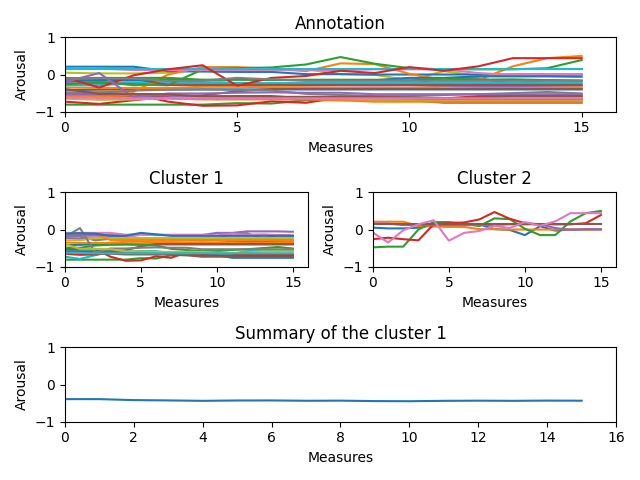 Annotation
1
0
−1
Arousal
0 5 10 15
Measures
Cluster 1
1
0
−1
Arousal
0 5 10 15
Measures
Cluster 2
1
0
−1
Arousal
0 5 10 15
Measures
Summary of the cluster 1
1
0
−1
Arousal
0 2 4 6 8 10 12 14 16
Measures